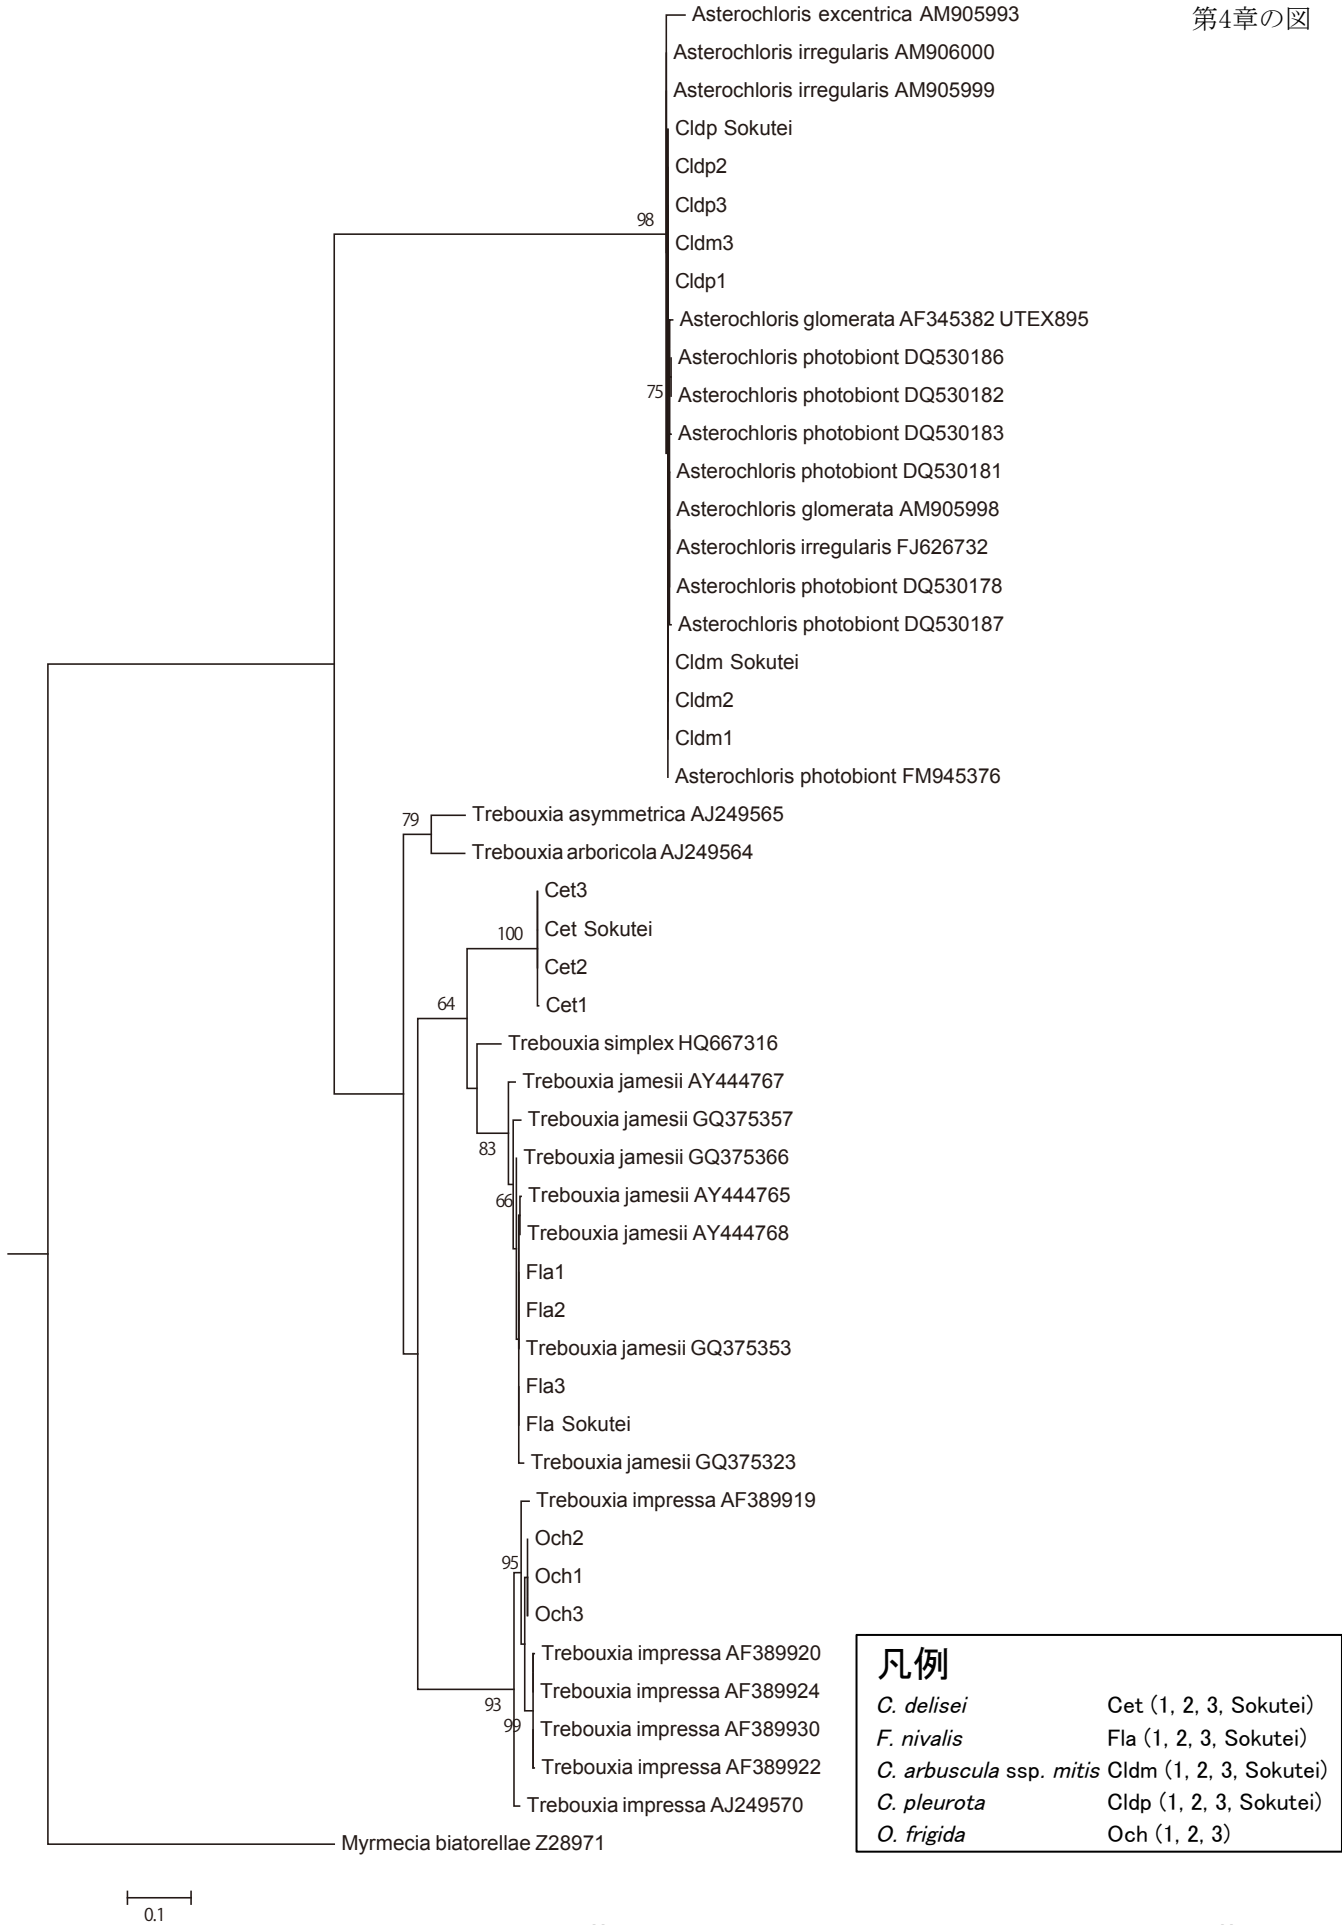 第4章の図
Asterochloris excentrica AM905993
Asterochloris irregularis AM906000
Asterochloris irregularis AM905999
Cldp Sokutei
Cldp2
Cldp3
98
Cldm3
Cldp1
Asterochloris glomerata AF345382 UTEX895
Asterochloris photobiont DQ530186
75
Asterochloris photobiont DQ530182
Asterochloris photobiont DQ530183
Asterochloris photobiont DQ530181
Asterochloris glomerata AM905998
Asterochloris irregularis FJ626732
Asterochloris photobiont DQ530178
Asterochloris photobiont DQ530187
Cldm Sokutei
Cldm2
Cldm1
Asterochloris photobiont FM945376
79
Trebouxia asymmetrica AJ249565
Trebouxia arboricola AJ249564
Cet3
100
Cet Sokutei
Cet2
64
Cet1
Trebouxia simplex HQ667316
Trebouxia jamesii AY444767
Trebouxia jamesii GQ375357
83
Trebouxia jamesii GQ375366
66
Trebouxia jamesii AY444765
Trebouxia jamesii AY444768
Fla1
Fla2
Trebouxia jamesii GQ375353
Fla3
Fla Sokutei
Trebouxia jamesii GQ375323
Trebouxia impressa AF389919
Och2
95
Och1
Och3
Trebouxia impressa AF389920
93
Trebouxia impressa AF389924
99
Trebouxia impressa AF389930
Trebouxia impressa AF389922
Trebouxia impressa AJ249570
Myrmecia biatorellae Z28971
0.1
凡例
C. delisei Cet (1, 2, 3, Sokutei)
F. nivalis Fla (1, 2, 3, Sokutei)
C. arbuscula ssp. mitis Cldm (1, 2, 3, Sokutei)
C. pleurota Cldp (1, 2, 3, Sokutei)
O. frigida Och (1, 2, 3)